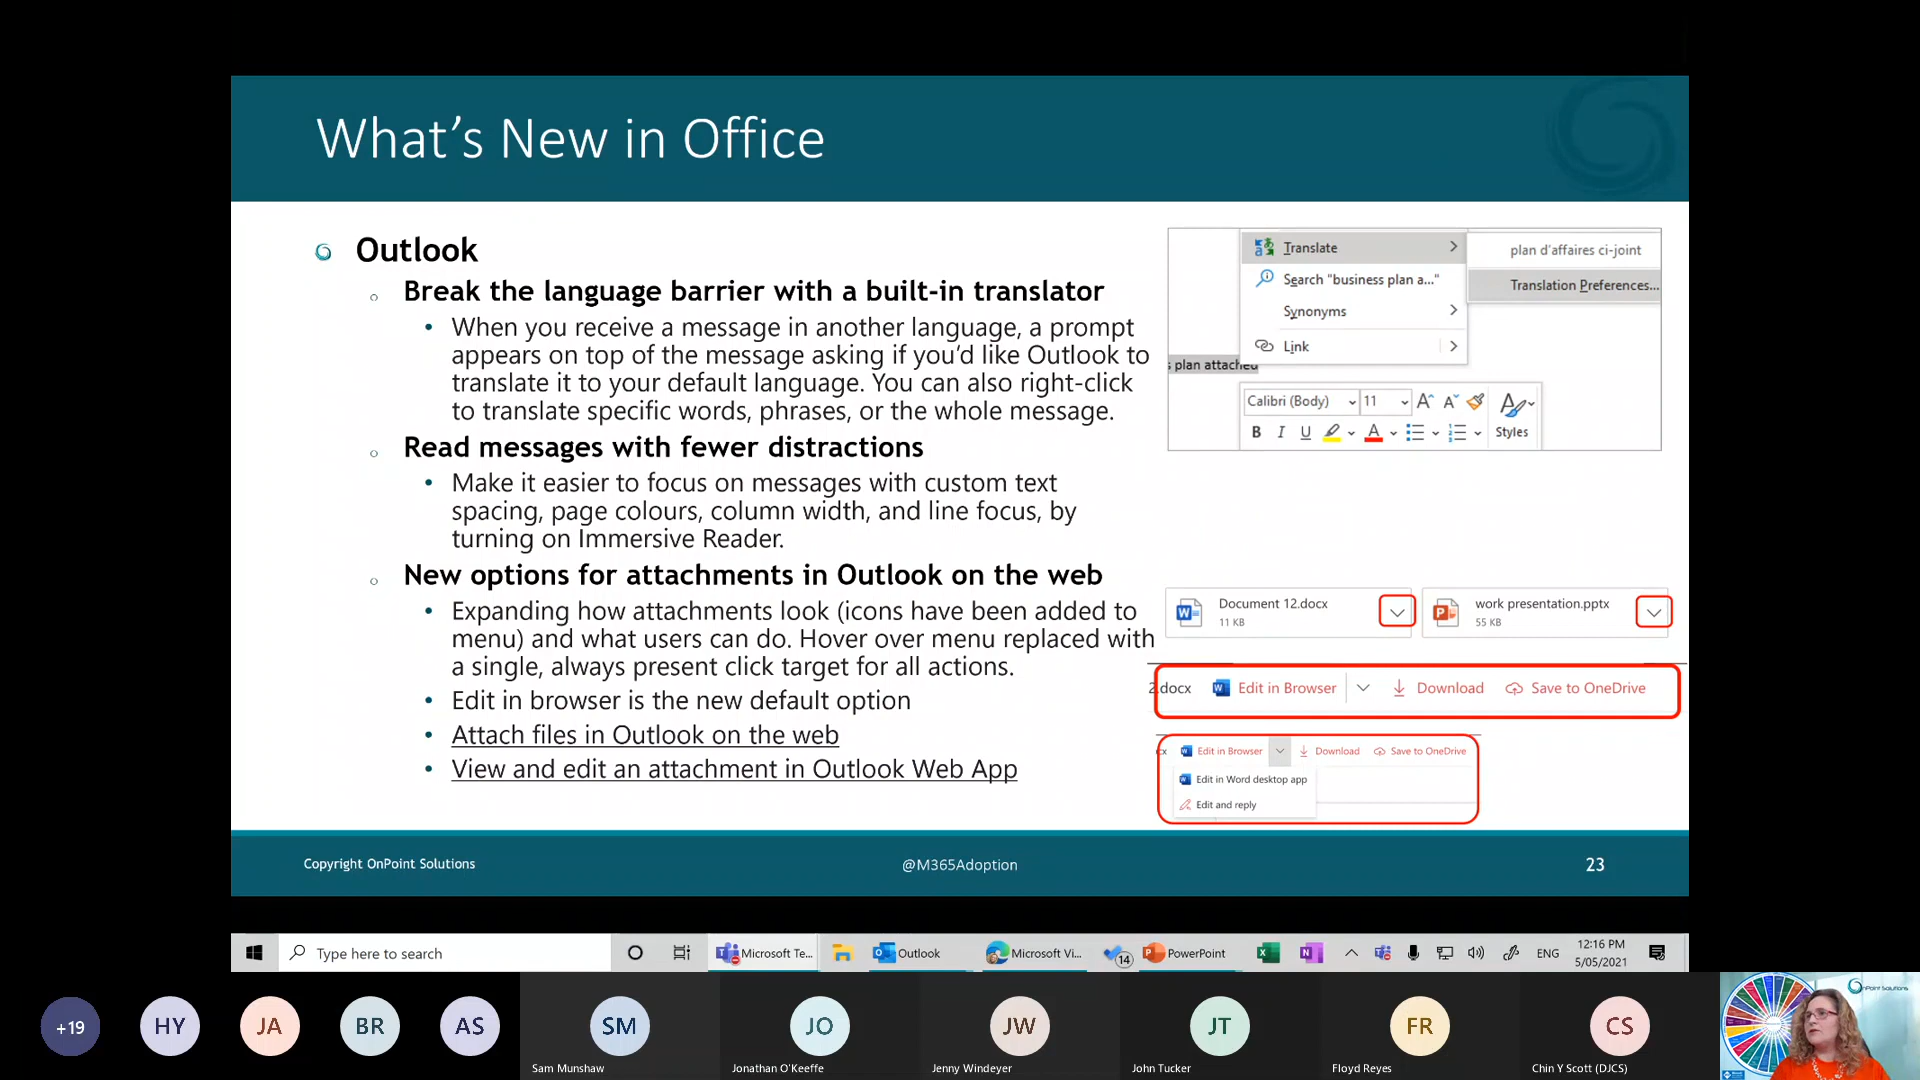 What's New in Office
Outlook
Break the language barrier with a built-in translator
When you receive a message in another language, a prompt
appears on top of the message asking if you'd like Outlook to
translate it to your default language. You can also right-click
to translate specific words, phrases, or the whole message.
Read messages with fewer distractions
Make it easier to focus on messages with custom text
spacing, page colours, column width, and line focus, by
turning on Immersive Reader.
New options for attachments in Outlook on the web
Expanding how attachments look (icons have been added to
menu) and what users can do. Hover over menu replaced with
a single, always present click target for all actions.
Edit in browser is the new default option
Attach files in Outlook on the web
View and edit an attachment in Outlook Web App
Translate
plan d'affaires ci-joint
Search "business plan a..."
Translation Preferences...
Synonyms
Link
s plan attached
Calibri (Body) 11
B I U Styles
Document 12.docx
11 KB
work presentation.pptx
55 KB
2.docx Edit in Browser Download Save to OneDrive
cx Edit in Browser Download Save to OneDrive
Edit in Word desktop app
Edit and reply
Copyright OnPoint Solutions
@M365Adoption
23
Type here to search
Microsoft Te...
Outlook
Microsoft Vi...
14
PowerPoint
ENG
12:16 PM
5/05/2021
+19
HY
JA
BR
AS
SM
Sam Munshaw
JO
Jonathan O'Keeffe
JW
Jenny Windeyer
JT
John Tucker
FR
Floyd Reyes
CS
Chin Y Scott (DJCS)
OnPoint Solutions